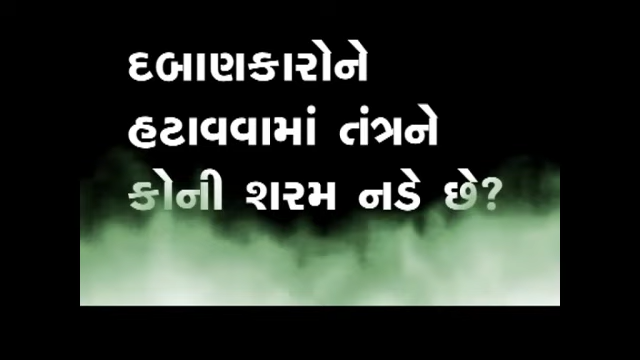 દબાણકારોને
હટાવવામાં તંત્રને
કોની શરમ નડે છે?